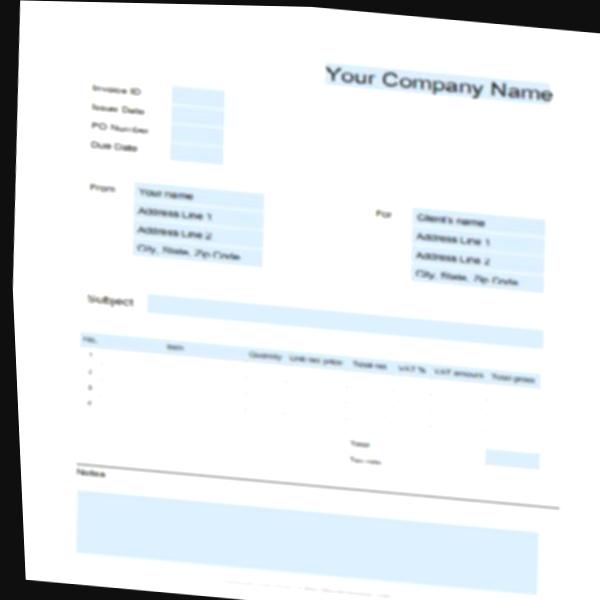 Your Company Name
Invoice ID
Issue Date
PO Number
Due Date
From
Your name
Address Line 1
Address Line 2
City, State, Zip Code
For
Client's name
Address Line 1
Address Line 2
City, State, Zip Code
Subject
No. Item Quantity Unit net price Total net VAT % VAT amount Total gross
1
2
3
4
Total
Tax rate
Notes